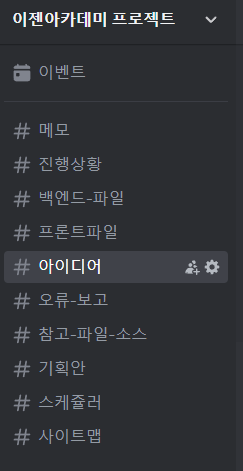 이젠아카데미 프로젝트
이벤트
# 메모
# 진행상황
# 백엔드-파일
# 프론트파일
# 아이디어
# 오류-보고
# 참고-파일-소스
# 기획안
# 스케쥴러
# 사이트맵